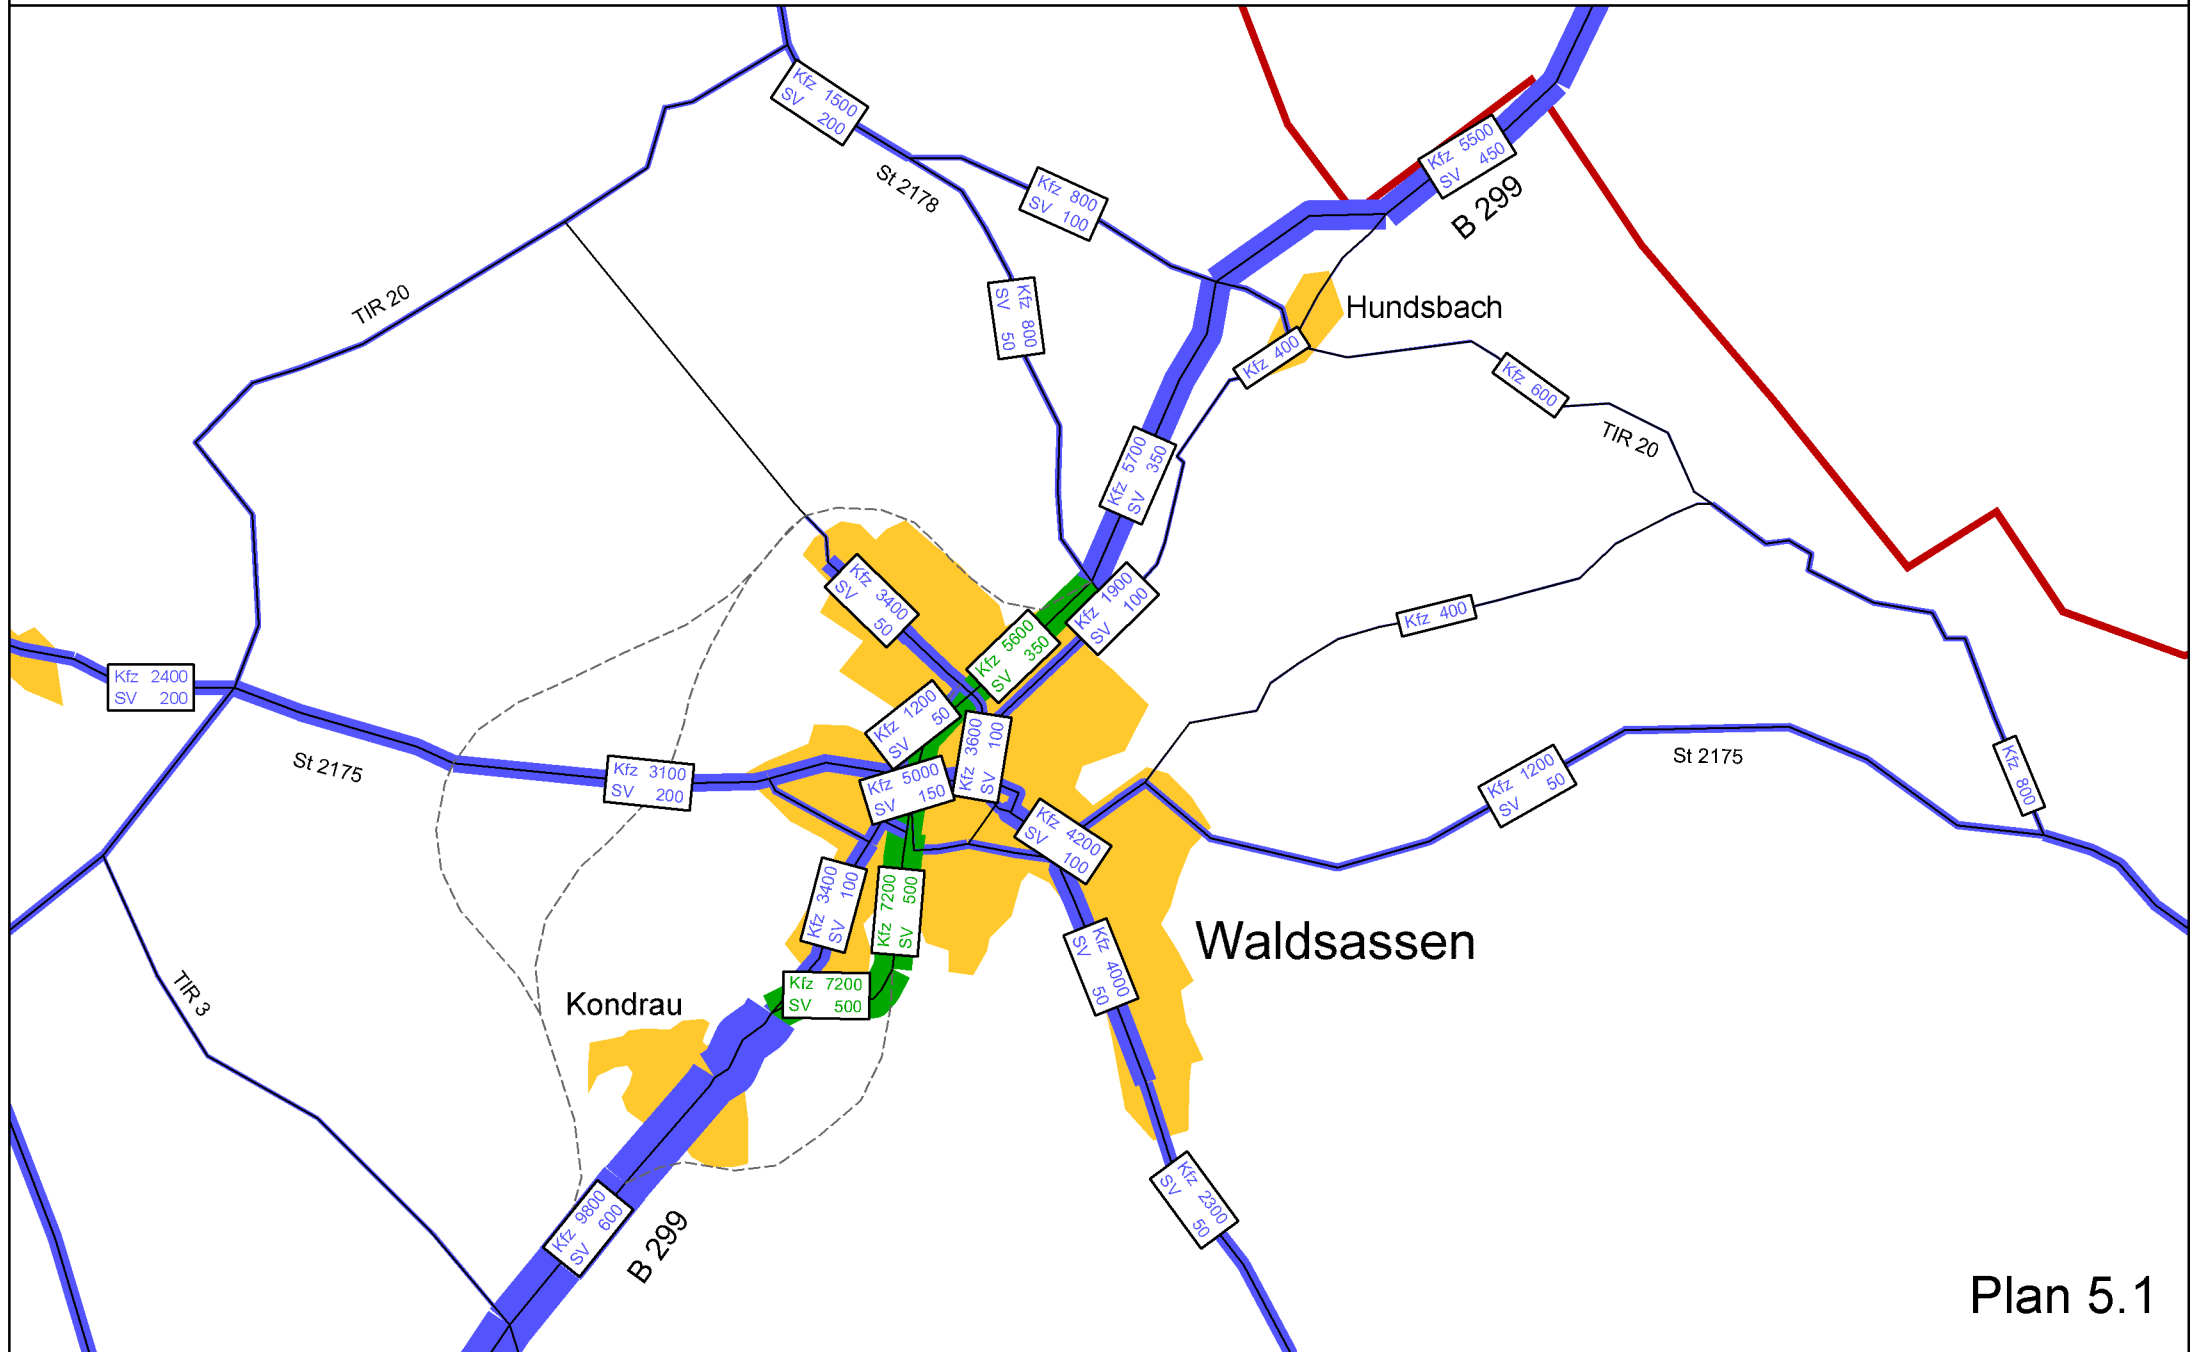 Kfz 1500
SV 200
St 2178
Kfz 800
SV 100
Kfz 5500
SV 450
B 299
Kfz 800
SV 50
TIR 20
Hundsbach
Kfz 400
Kfz 600
TIR 20
Kfz 5700
SV 350
Kfz 3400
SV 50
Kfz 1900
SV 100
Kfz 5600
SV 350
Kfz 400
Kfz 2400
SV 200
Kfz 1200
SV 50
Kfz 3600
SV 100
St 2175
Kfz 3100
SV 200
Kfz 5000
SV 150
Kfz 1200
SV 50
St 2175
Kfz 800
Kfz 4200
SV 100
Kfz 3400
SV 100
Kfz 7200
SV 500
Waldsassen
Kfz 4000
SV 50
TIR 3
Kondrau
Kfz 7200
SV 500
Kfz 9800
SV 600
B 299
Kfz 2300
SV 50
Plan 5.1